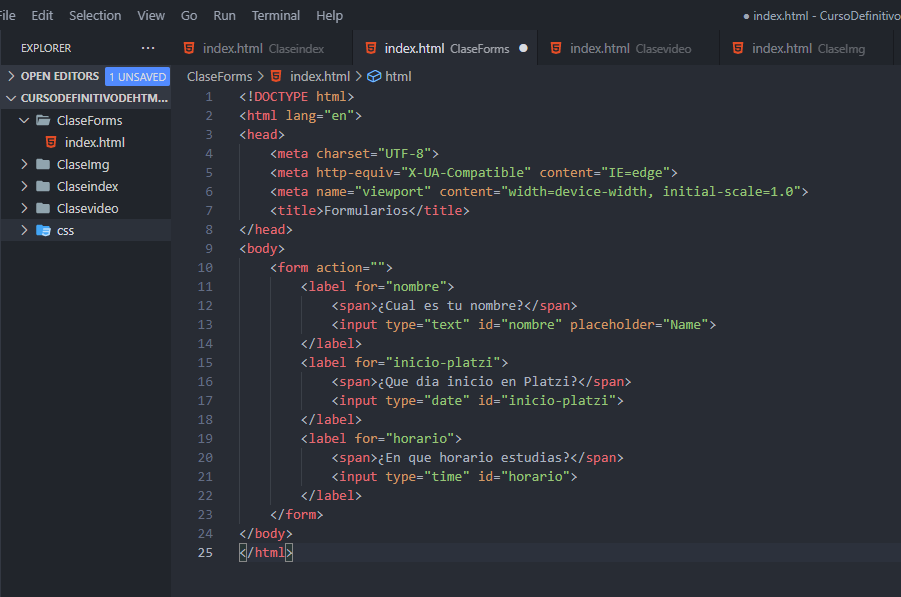 File Edit Selection View Go Run Terminal Help ● index.html - CursoDefinitivo
EXPLORER ···
index.html Claseindex
index.html ClaseForms ●
index.html Clasevideo
index.html ClaseImg
OPEN EDITORS 1 UNSAVED
CURSODEFINITIVODEHTM...
ClaseForms
index.html
ClaseImg
Claseindex
Clasevideo
css
ClaseForms > index.html > html
1 <!DOCTYPE html>
2 <html lang="en">
3 <head>
4 <meta charset="UTF-8">
5 <meta http-equiv="X-UA-Compatible" content="IE=edge">
6 <meta name="viewport" content="width=device-width, initial-scale=1.0">
7 <title>Formularios</title>
8 </head>
9 <body>
10 <form action="">
11 <label for="nombre">
12 <span>¿Cual es tu nombre?</span>
13 <input type="text" id="nombre" placeholder="Name">
14 </label>
15 <label for="inicio-platzi">
16 <span>¿Que dia inicio en Platzi?</span>
17 <input type="date" id="inicio-platzi">
18 </label>
19 <label for="horario">
20 <span>¿En que horario estudias?</span>
21 <input type="time" id="horario">
22 </label>
23 </form>
24 </body>
25 </html>